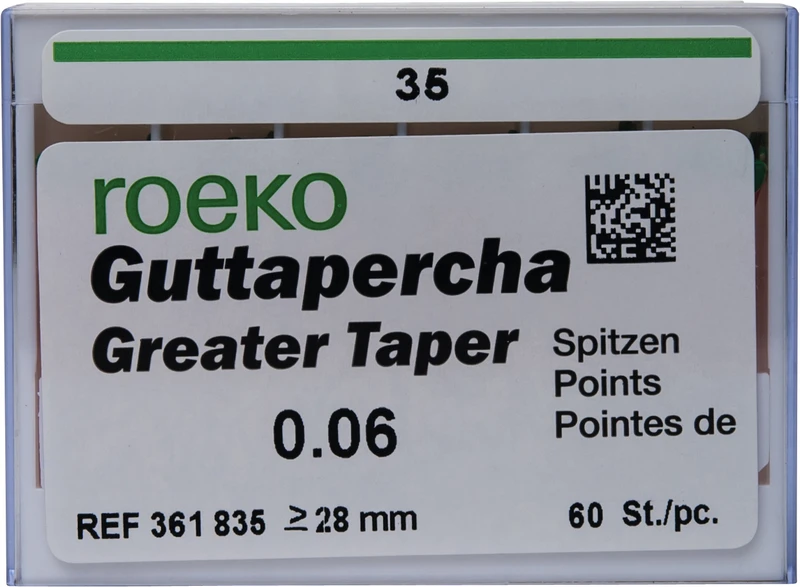 35
roeko
Guttapercha
Greater Taper
Spitzen
Points
Pointes de
0.06
REF 361 835 ≥28 mm
60 St./pc.